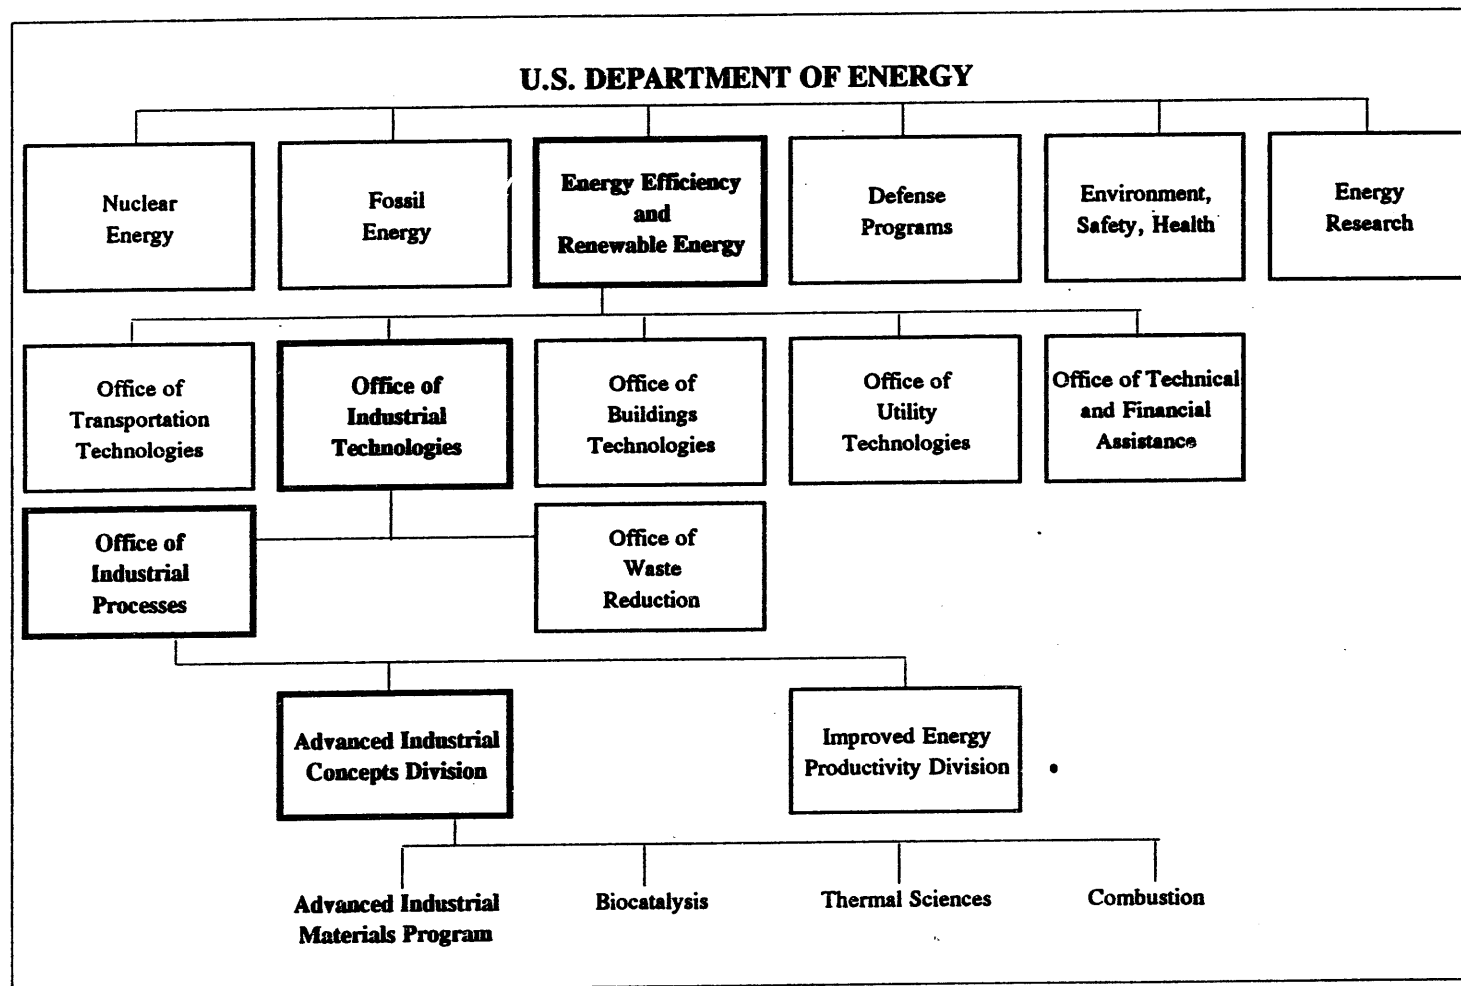 U.S. DEPARTMENT OF ENERGY
Nuclear
Energy
Fossil
Energy
Energy Efficiency
and
Renewable Energy
Defense
Programs
Environment,
Safety, Health
Energy
Research
Office of
Transportation
Technologies
Office of
Industrial
Technologies
Office of
Buildings
Technologies
Office of
Utility
Technologies
Office of Technical
and Financial
Assistance
Office of
Industrial
Processes
Office of
Waste
Reduction
Advanced Industrial
Concepts Division
Improved Energy
Productivity Division
Advanced Industrial
Materials Program
Biocatalysis
Thermal Sciences
Combustion